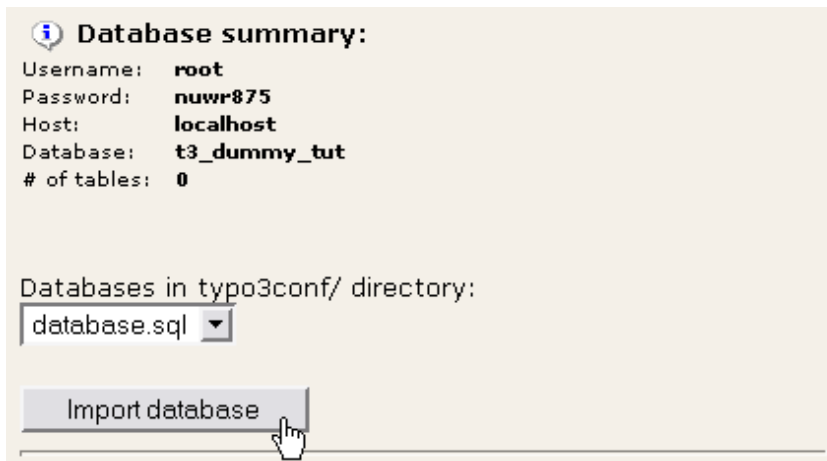 Database summary:
Username: root
Password: nuwr875
Host: localhost
Database: t3_dummy_tut
# of tables: 0
Databases in typo3conf/ directory:
database.sql
Import database